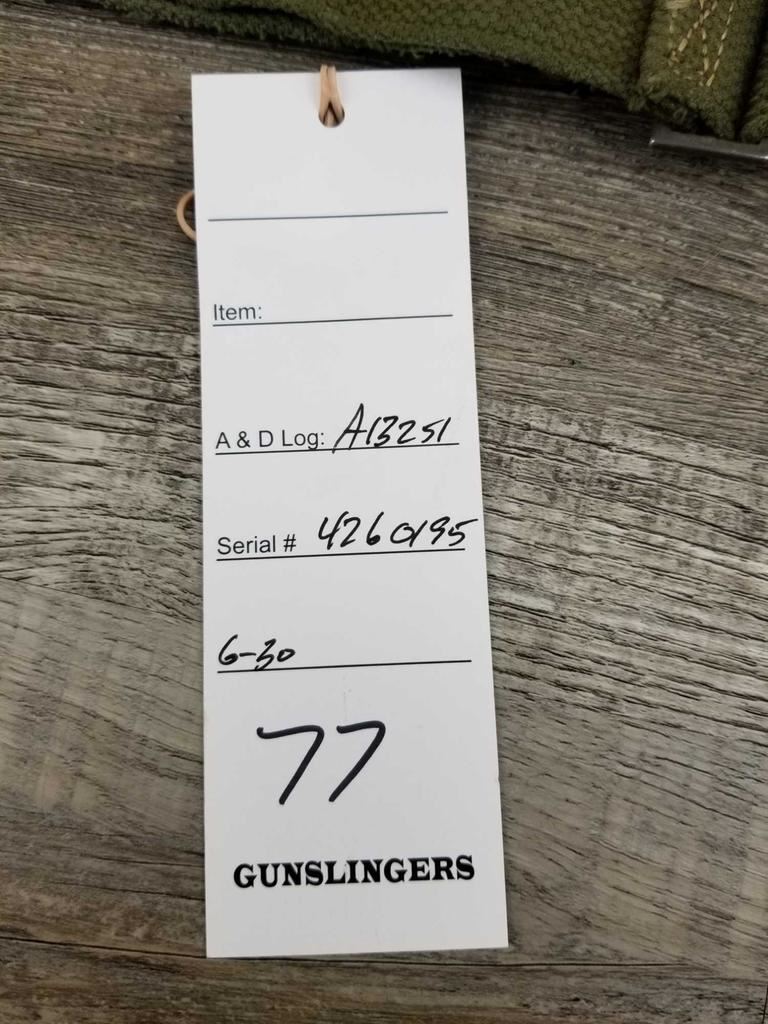 Item:
A & D Log: A13251
Serial # 4260195
6-30
77
GUNSLINGERS